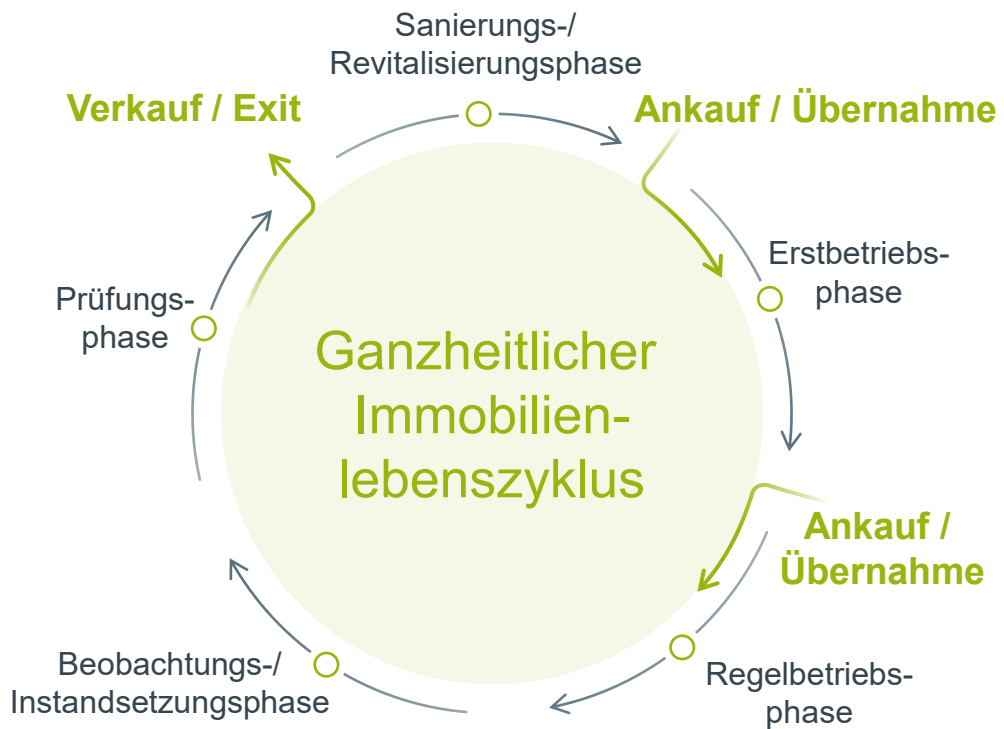 Sanierungs-/
Revitalisierungsphase
Verkauf / Exit
Ankauf / Übernahme
Erstbetriebs-
phase
Prüfungs-
phase
Ganzheitlicher
Immobilien-
lebenszyklus
Ankauf /
Übernahme
Beobachtungs-/
Instandsetzungsphase
Regelbetriebs-
phase